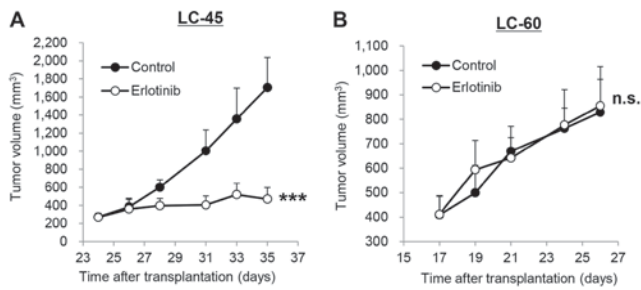 A
LC-45
Tumor volume (mm3)
2,200
2,000
1,800
1,600
1,400
1,200
1,000
800
600
400
200
0
Control
Erlotinib
***
23 25 27 29 31 33 35 37
Time after transplantation (days)
B
LC-60
Tumor volume (mm3)
1,100
1,000
900
800
700
600
500
400
300
Control
Erlotinib
n.s.
15 17 19 21 23 25 27
Time after transplantation (days)